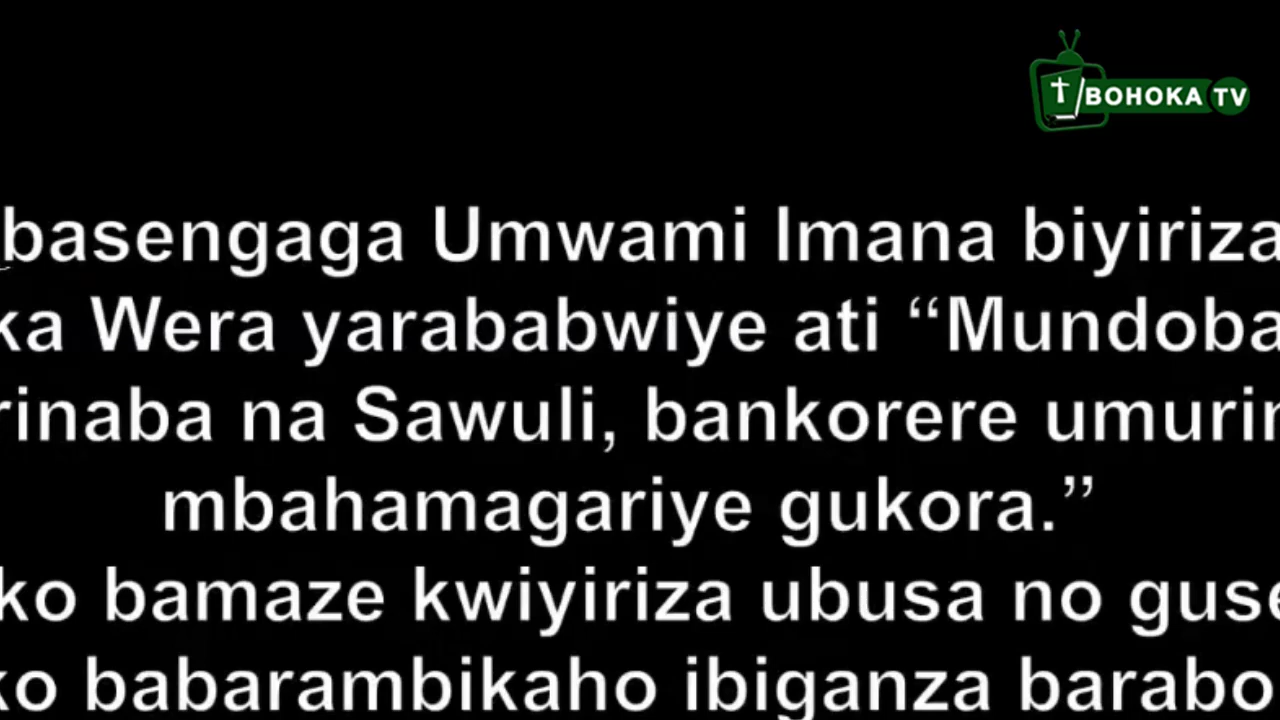 BOHOKA TV
basengaga Umwami Imana biyiriza
ka Wera yarababwiye ati “Mundoba
rinaba na Sawuli, bankorere umurin
mbahamagariye gukora.”
ko bamaze kwiyiriza ubusa no guse
ko babarambikaho ibiganza barabo